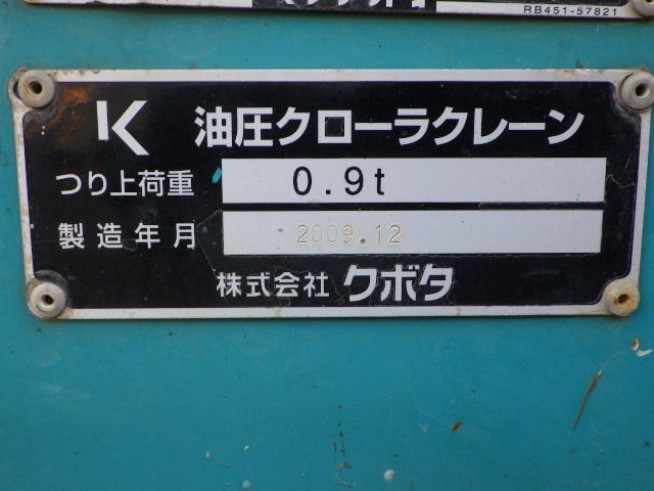 RB451-57821
油圧クローラクレーン
つり上荷重 0.9t
製造年月 2009.12
株式会社 クボタ